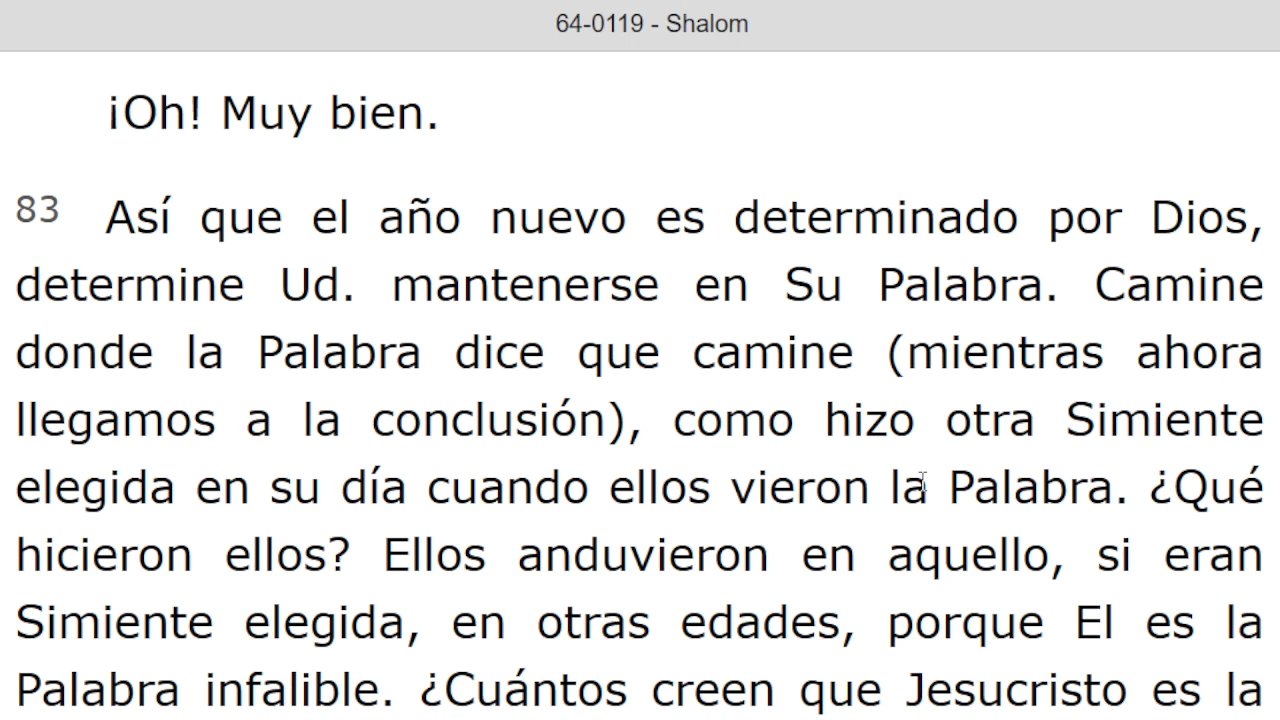 64-0119 - Shalom
¡Oh! Muy bien.
83 Así que el año nuevo es determinado por Dios,
determine Ud. mantenerse en Su Palabra. Camine
donde la Palabra dice que camine (mientras ahora
llegamos a la conclusión), como hizo otra Simiente
elegida en su día cuando ellos vieron la Palabra. ¿Qué
hicieron ellos? Ellos anduvieron en aquello, si eran
Simiente elegida, en otras edades, porque El es la
Palabra infalible. ¿Cuántos creen que Jesucristo es la